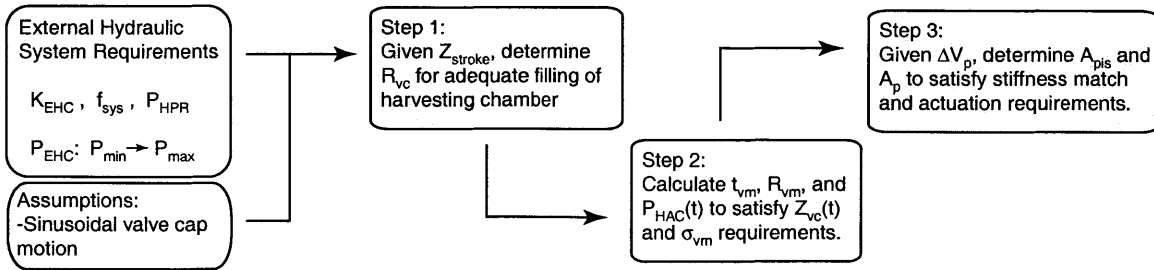 External Hydraulic
System Requirements
K_EHC , f_sys , P_HPR
P_EHC: P_min → P_max
Assumptions:
-Sinusoidal valve cap
motion
Step 1:
Given Z_stroke, determine
R_vc for adequate filling of
harvesting chamber
Step 2:
Calculate t_vm, R_vm, and
P_HAC(t) to satisfy Z_vc(t)
and σ_vm requirements.
Step 3:
Given ΔV_p, determine A_pis and
A_p to satisfy stiffness match
and actuation requirements.